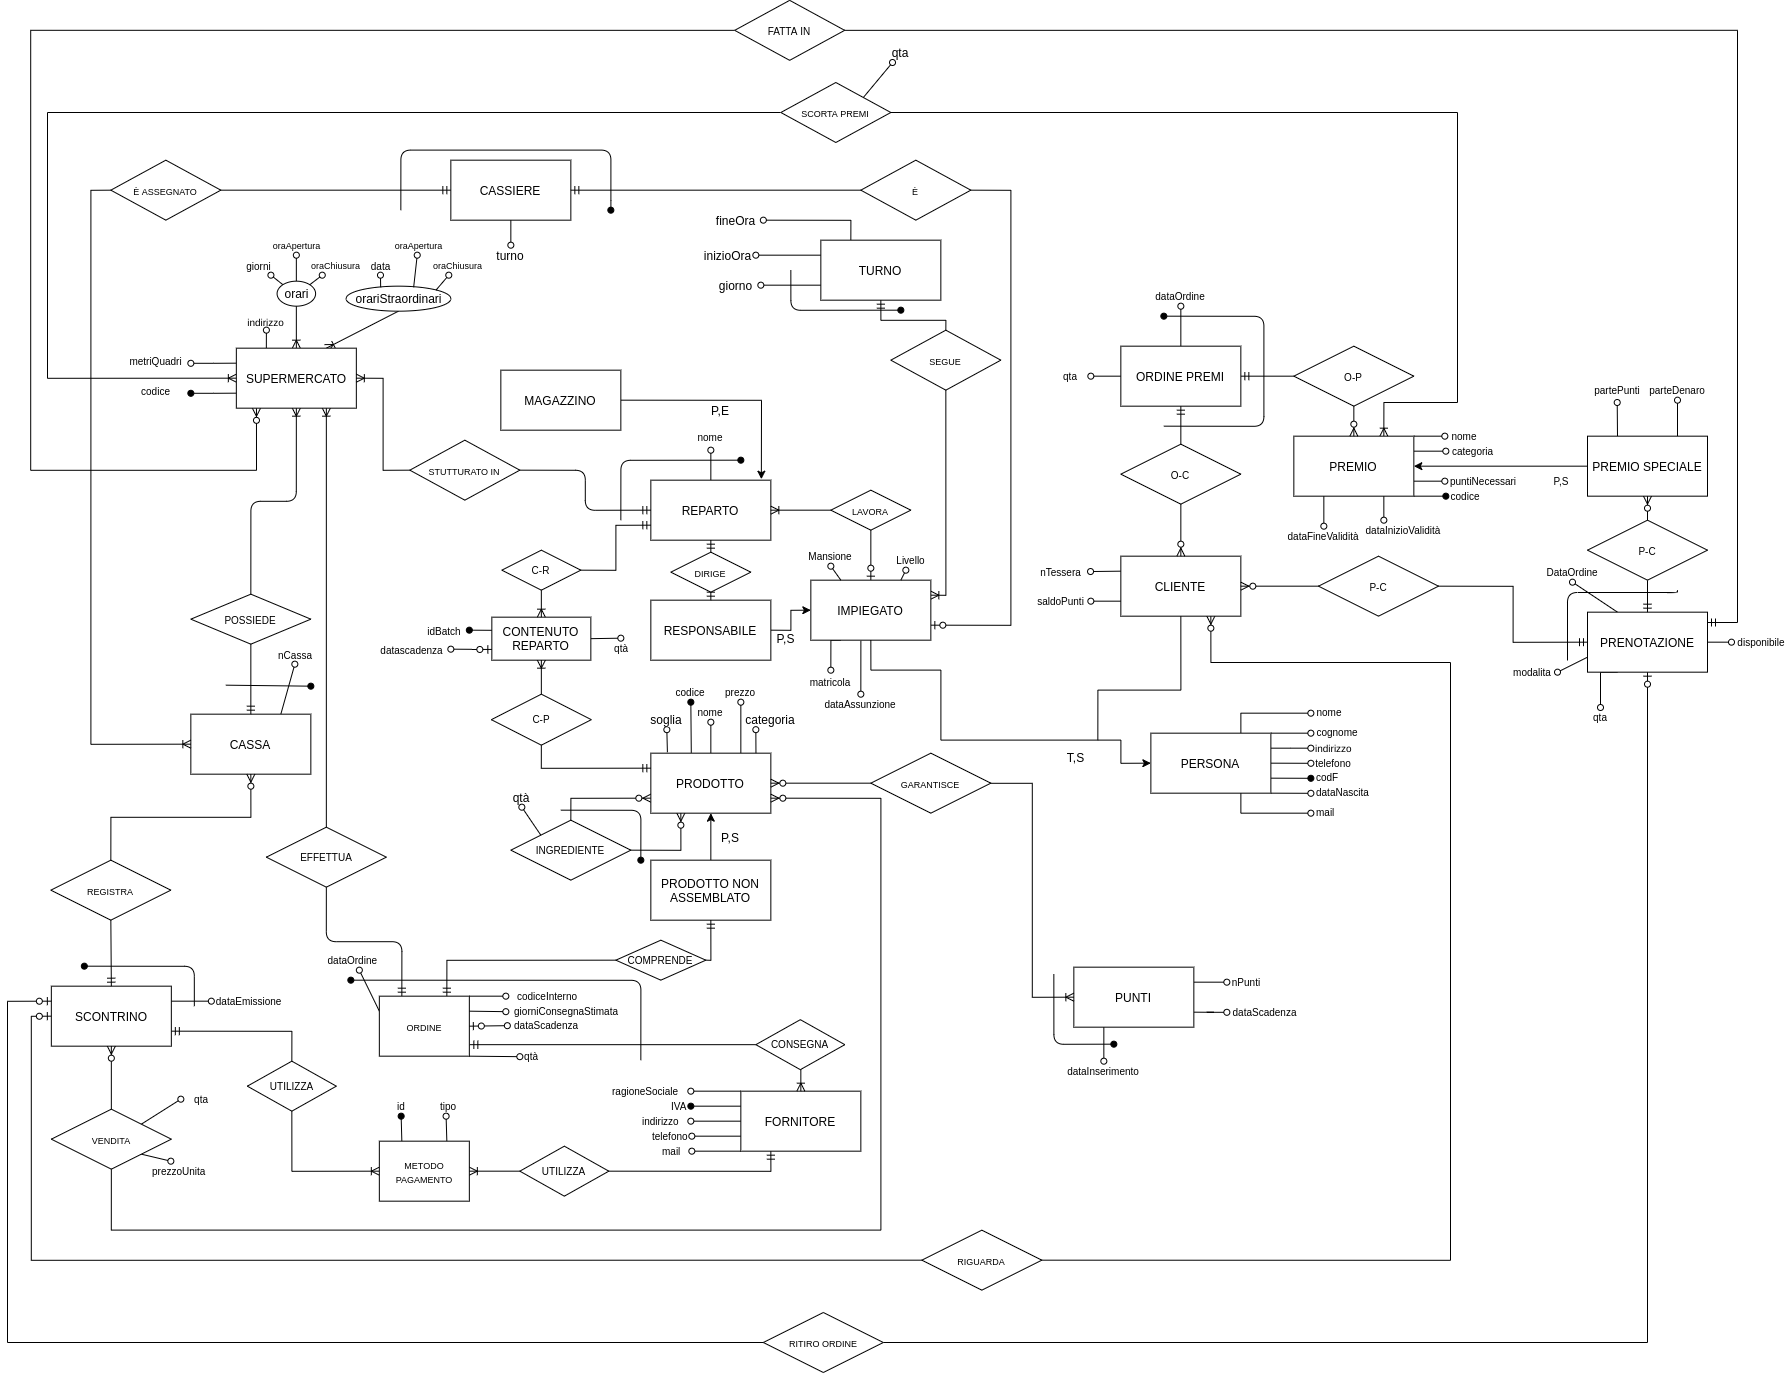 FATTA IN
qta
SCORTA PREMI
È ASSEGNATO
CASSIERE
È
turno
fineOra
inizioOra
giorno
TURNO
oraApertura
giorni
oraChiusura
orari
oraApertura
data
oraChiusura
orariStraordinari
indirizzo
metriQuadri
codice
SUPERMERCATO
SEGUE
dataOrdine
qta
ORDINE PREMI
O-P
MAGAZZINO
P,E
nome
STUTTURATO IN
REPARTO
LAVORA
O-C
PREMIO
nome
categoria
puntiNecessari
codice
dataFineValidità
dataInizioValidità
partePunti
parteDenaro
PREMIO SPECIALE
P,S
P-C
C-R
DIRIGE
Mansione
Livello
IMPIEGATO
RESPONSABILE
P,S
matricola
dataAssunzione
nTessera
saldoPunti
CLIENTE
P-C
DataOrdine
PRENOTAZIONE
disponibile
modalita
qta
POSSIEDE
idBatch
datascadenza
CONTENUTO
REPARTO
qtà
nCassa
CASSA
C-P
soglia
codice
nome
prezzo
categoria
PRODOTTO
GARANTISCE
T,S
PERSONA
nome
cognome
indirizzo
telefono
codF
dataNascita
mail
qtà
INGREDIENTE
P,S
EFFETTUA
REGISTRA
PRODOTTO NON
ASSEMBLATO
COMPRENDE
dataOrdine
ORDINE
codiceInterno
giorniConsegnaStimata
dataScadenza
qtà
PUNTI
nPunti
dataScadenza
dataInserimento
SCONTRINO
dataEmissione
CONSEGNA
UTILIZZA
ragioneSociale
IVA
indirizzo
telefono
mail
FORNITORE
VENDITA
qta
prezzoUnita
id
tipo
METODO
PAGAMENTO
UTILIZZA
RIGUARDA
RITIRO ORDINE